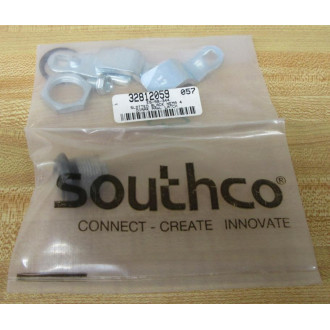 32812059 057
southco®
CONNECT - CREATE INNOVATE